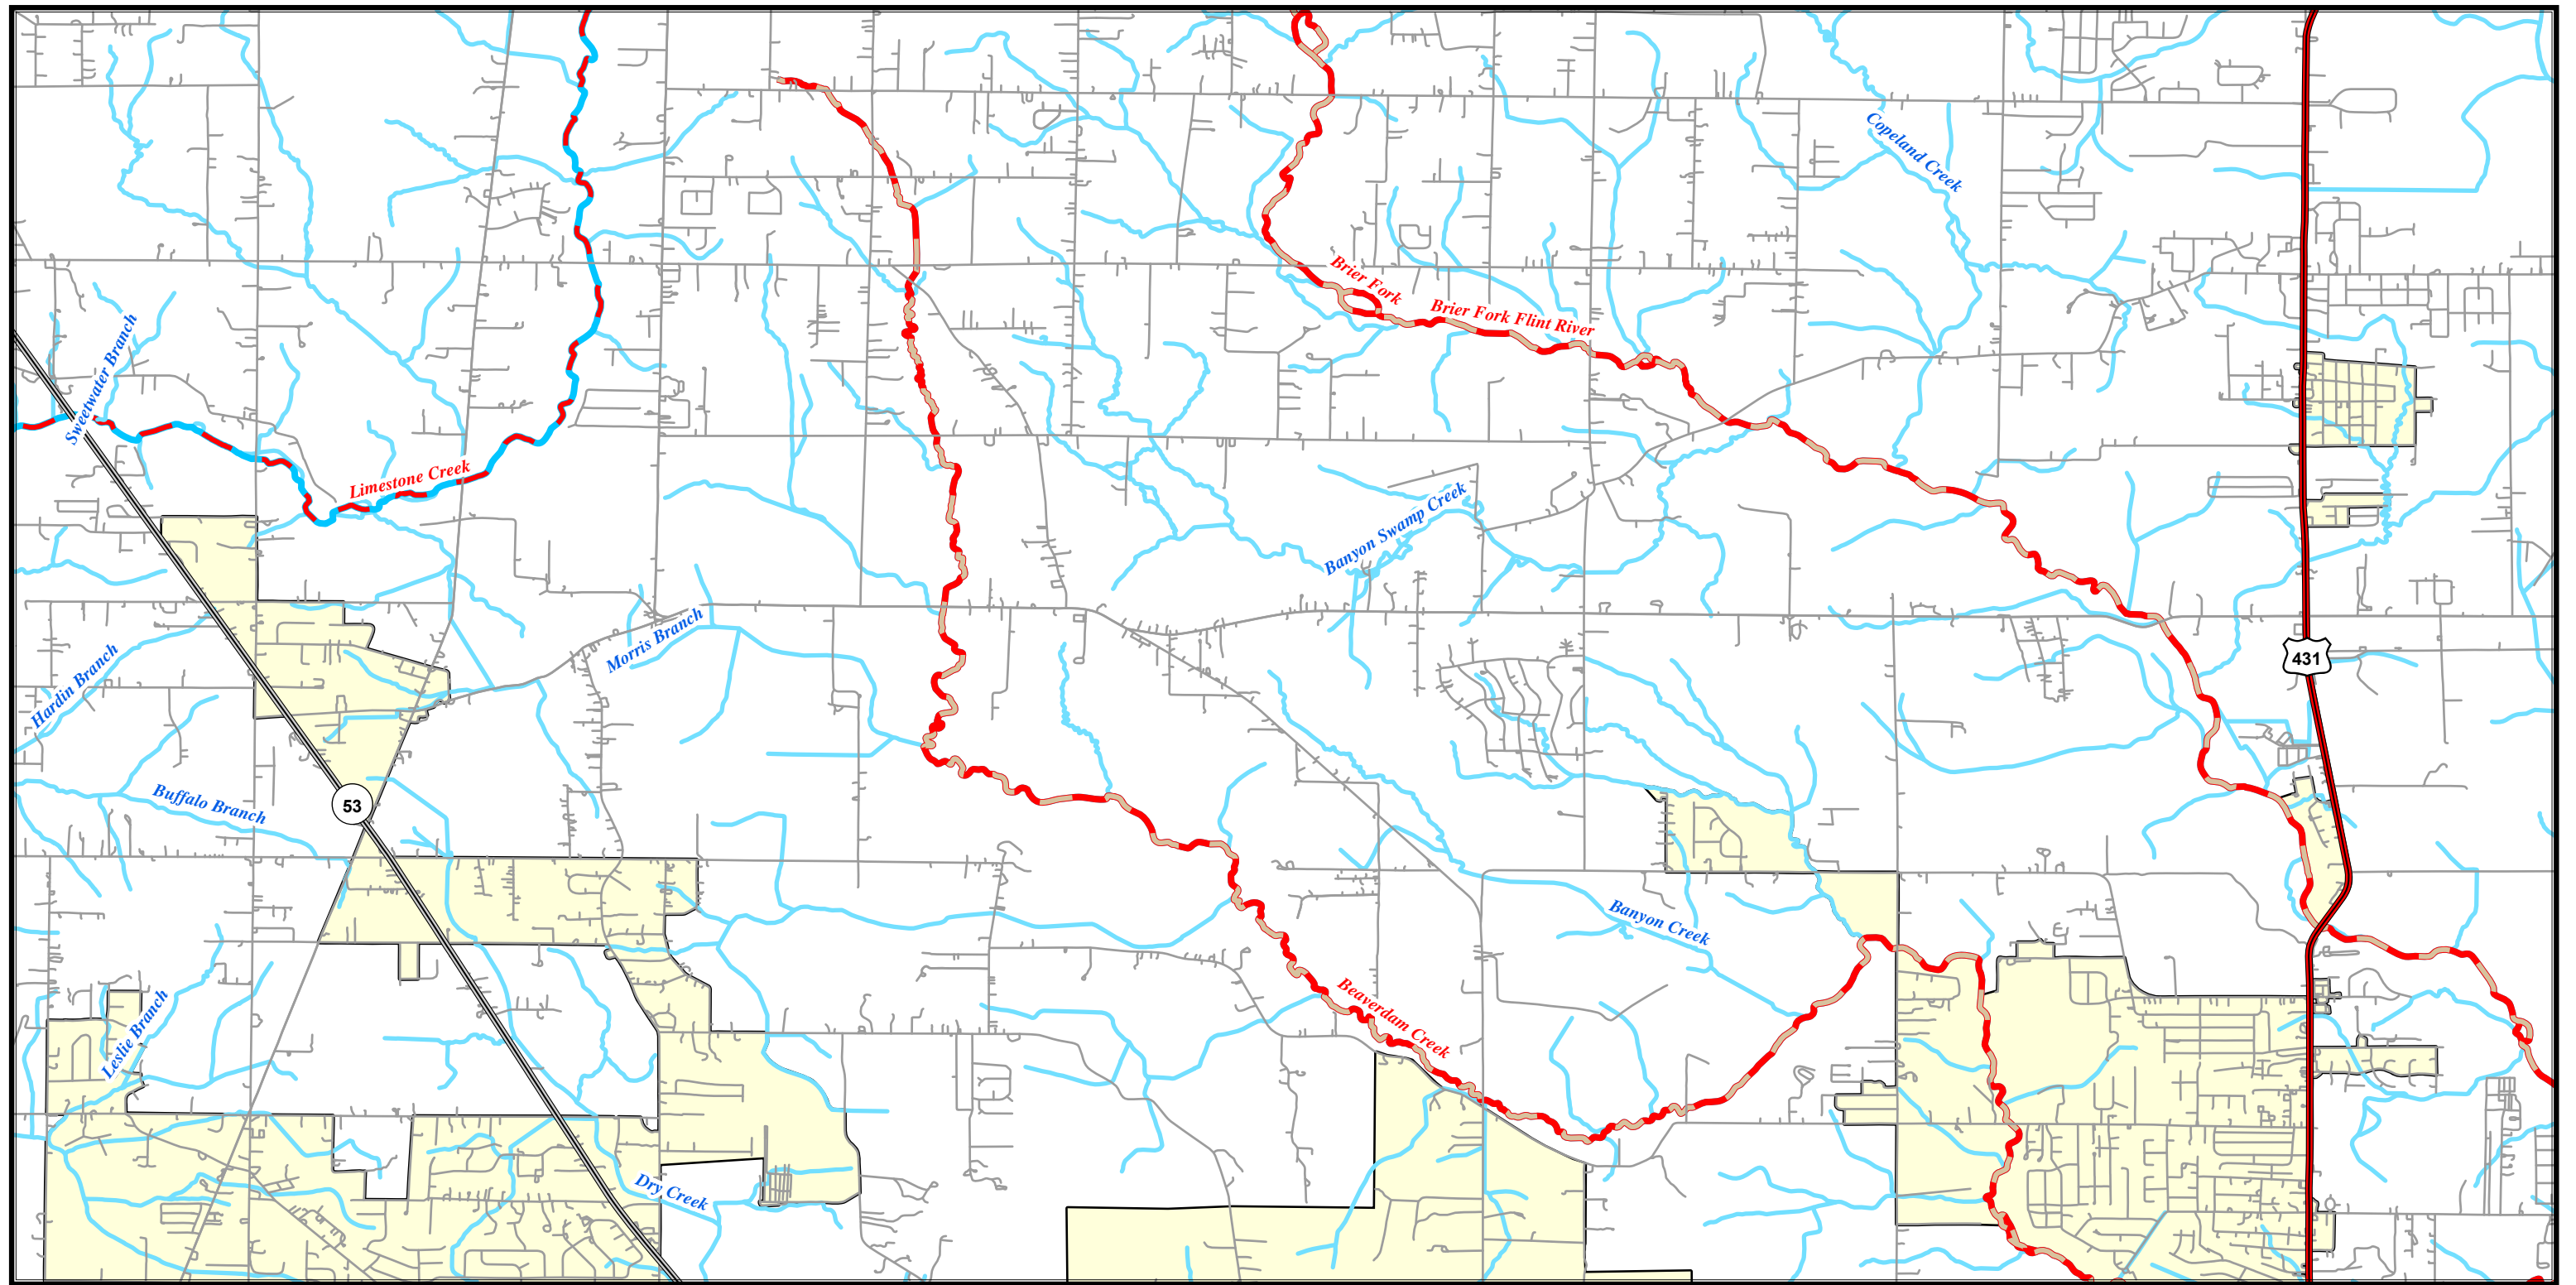 Copeland Creek
Brier Fork
Brier Fork Flint River
Sweetwater Branch
Limestone Creek
Banyon Swamp Creek
Morris Branch
431
Hardin Branch
Buffalo Branch
53
Banyon Creek
Leslie Branch
Beaverdam Creek
Dry Creek